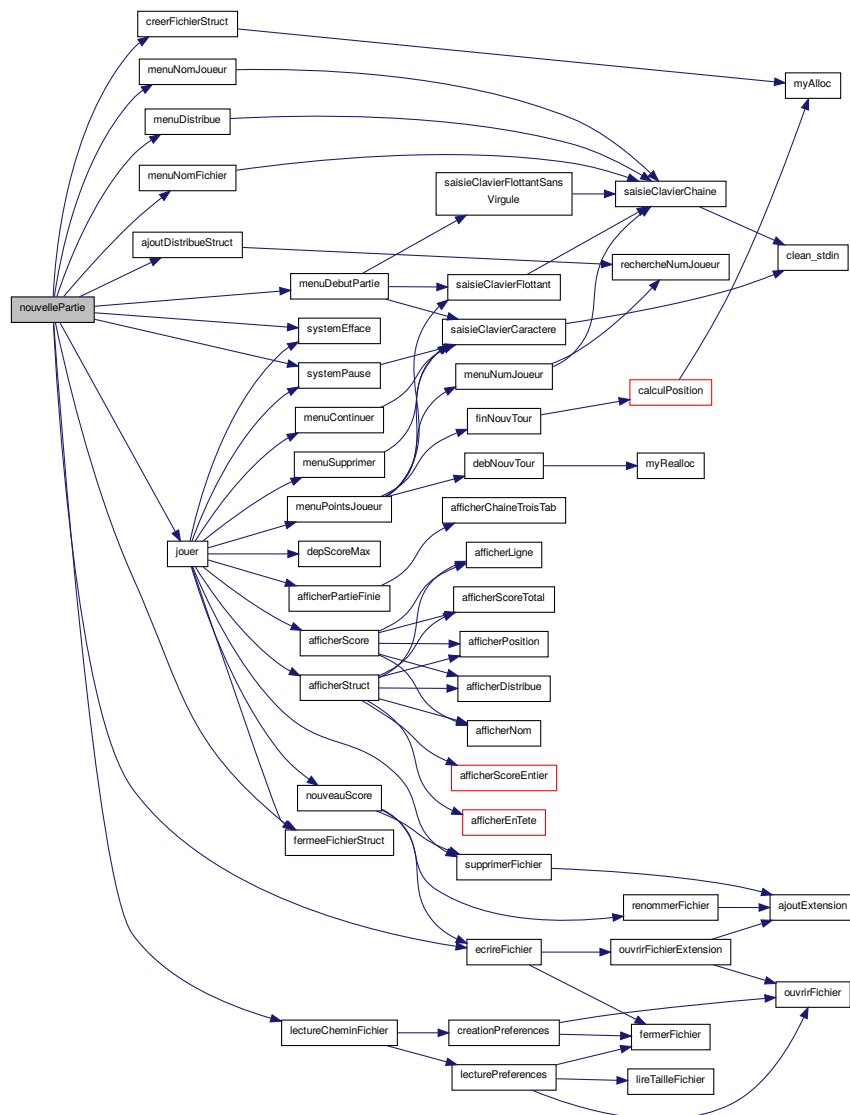 creerFichierStruct
menuNomJoueur
myAlloc
menuDistribue
menuNomFichier
saisieClavierFlottantSans
Virgule
saisieClavierChaine
ajoutDistribueStruct
clean_stdin
rechercheNumJoueur
menuDebutPartie
saisieClavierFlottant
nouvellePartie
systemEfface
saisieClavierCaractere
systemPause
menuNumJoueur
calculPosition
menuContinuer
finNouvTour
menuSupprimer
debNouvTour
myRealloc
menuPointsJoueur
afficherChaineTroisTab
jouer
depScoreMax
afficherLigne
afficherPartieFinie
afficherScoreTotal
afficherScore
afficherPosition
afficherStruct
afficherDistribue
afficherNom
afficherScoreEntier
nouveauScore
afficherEnTete
fermeeFichierStruct
supprimerFichier
renommerFichier
ajoutExtension
ecrireFichier
ouvrirFichierExtension
ouvrirFichier
lectureCheminFichier
creationPreferences
fermerFichier
lecturePreferences
lireTailleFichier